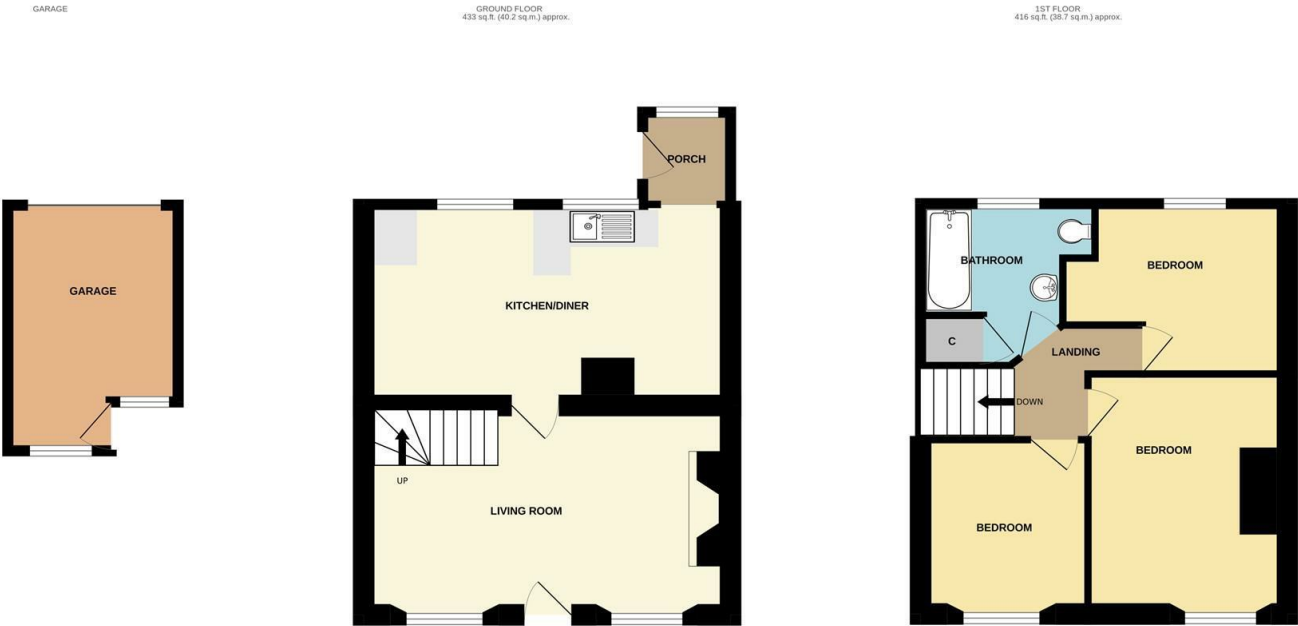 GARAGE
GROUND FLOOR
433 sq.ft. (40.2 sq.m.) approx.
1ST FLOOR
416 sq.ft. (38.7 sq.m.) approx.
GARAGE
PORCH
KITCHEN/DINER
UP
LIVING ROOM
BATHROOM
BEDROOM
C
LANDING
DOWN
BEDROOM
BEDROOM